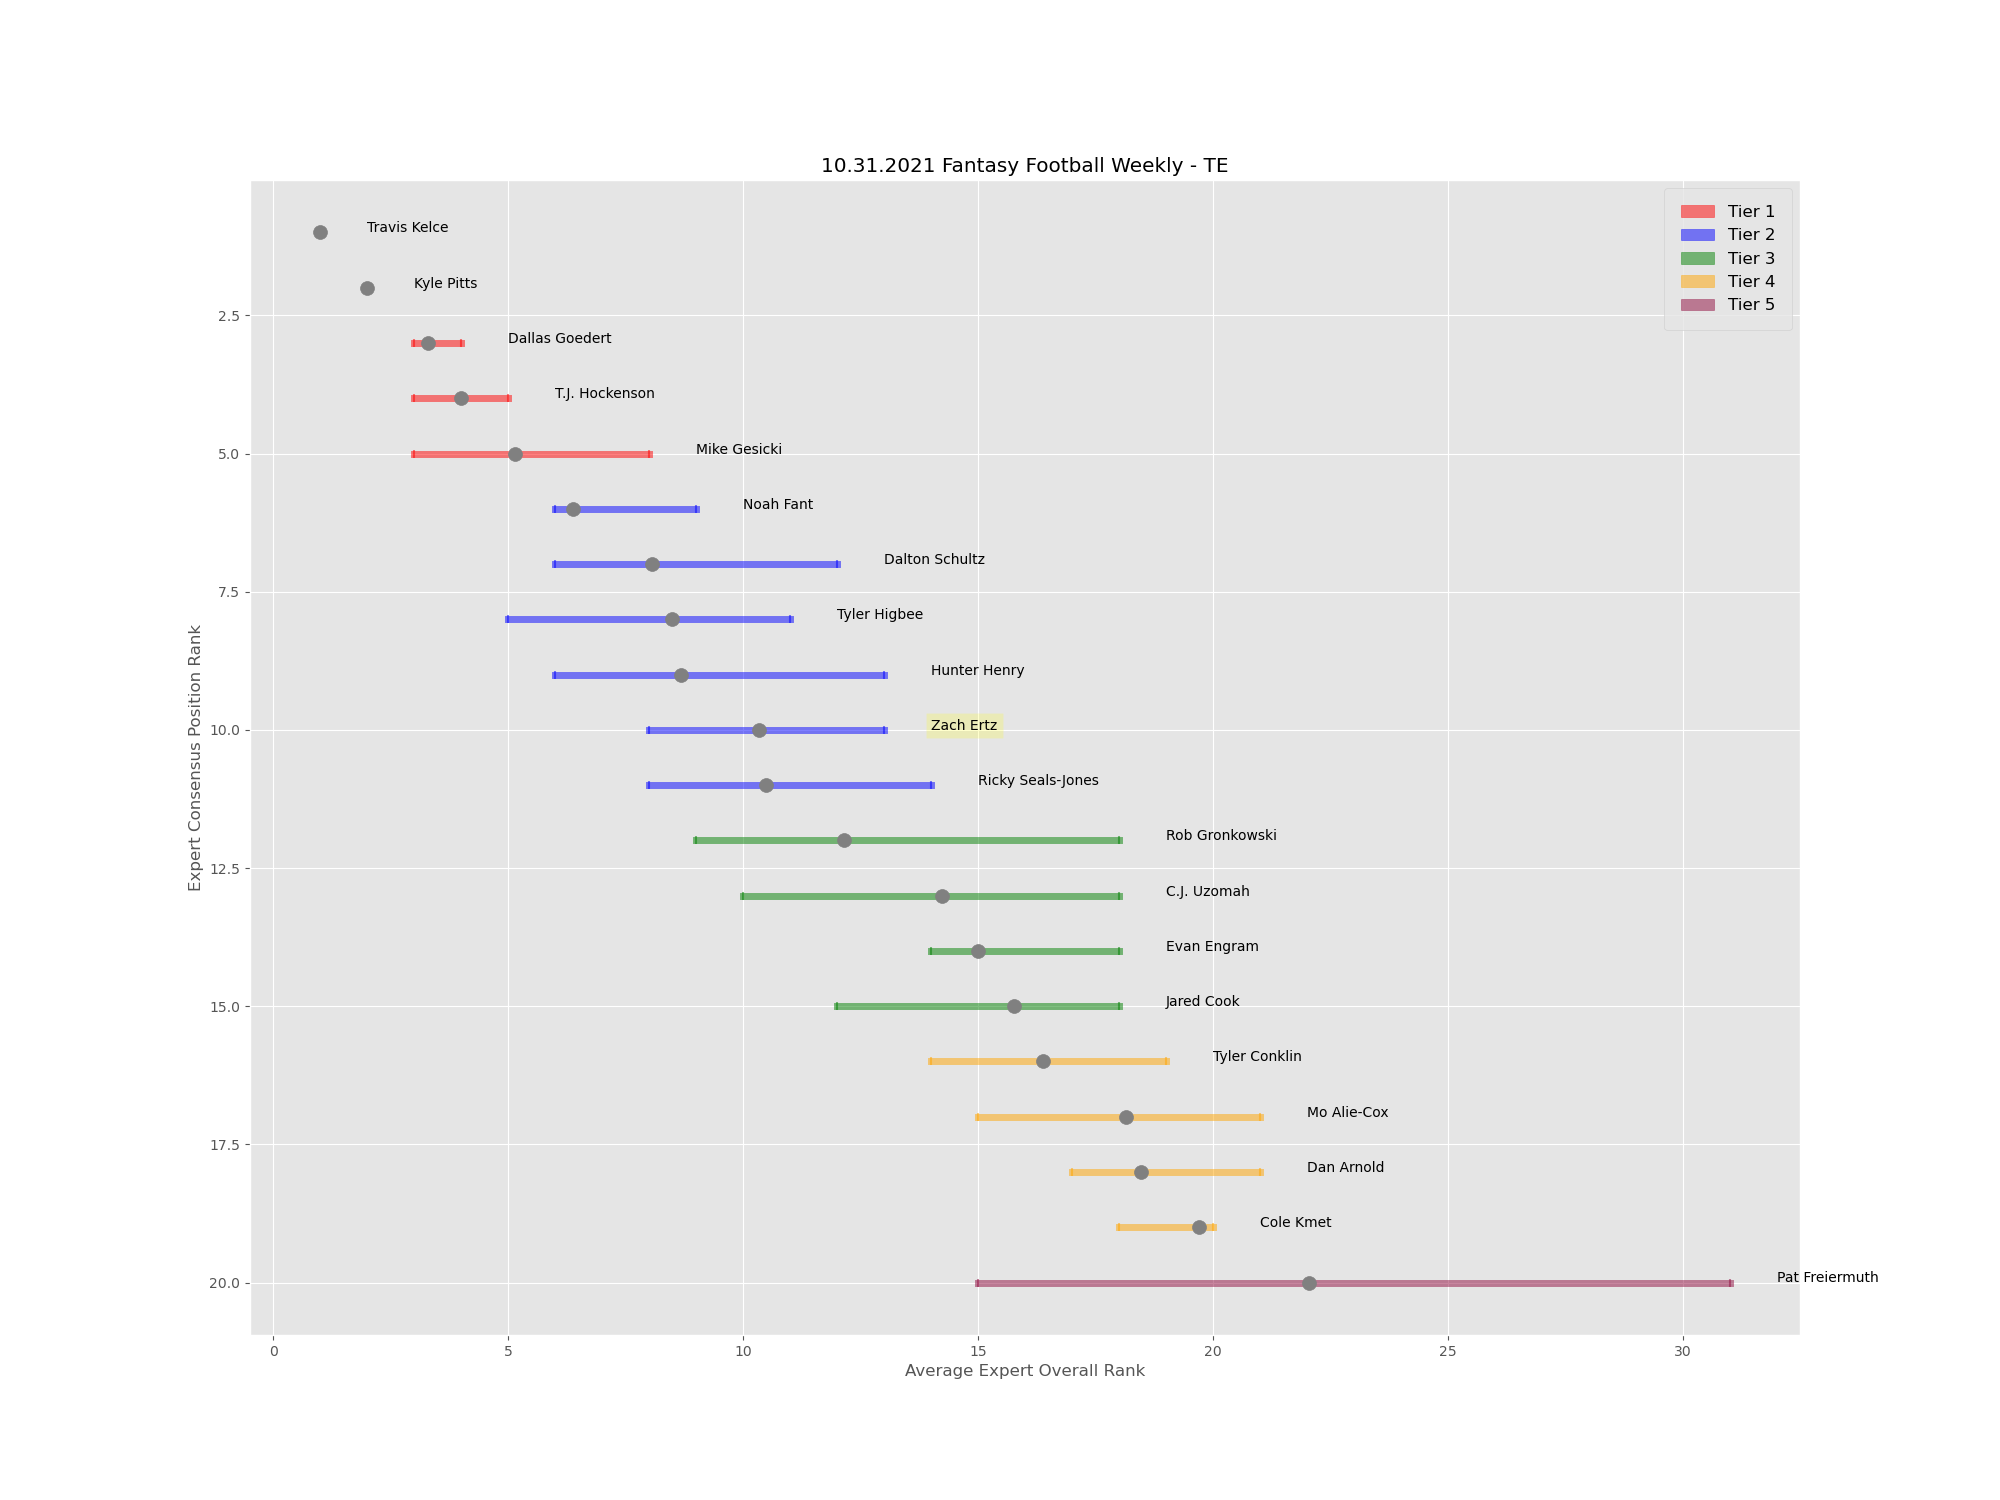 10.31.2021 Fantasy Football Weekly - TE
Tier 1
Tier 2
Tier 3
Tier 4
Tier 5
Travis Kelce
Kyle Pitts
2.5
Dallas Goedert
T.J. Hockenson
5.0
Mike Gesicki
Noah Fant
Dalton Schultz
7.5
Tyler Higbee
Hunter Henry
10.0
Zach Ertz
Ricky Seals-Jones
Rob Gronkowski
12.5
C.J. Uzomah
Evan Engram
15.0
Jared Cook
Tyler Conklin
Mo Alie-Cox
17.5
Dan Arnold
Cole Kmet
20.0
Pat Freiermuth
Expert Consensus Position Rank
0 5 10 15 20 25 30
Average Expert Overall Rank